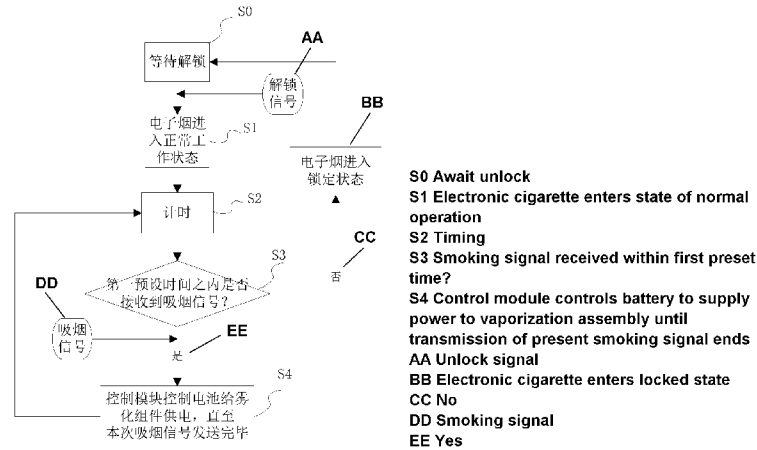 S0
AA
等待解锁
解锁
信号
BB
电子烟进
入正常工
作状态
S1
电子烟进入
锁定状态
S2
计时
CC
S3
否
第一预设时间之内是否
接收到吸烟信号？
DD
吸烟
信号
EE
是
S4
控制模块控制电池给雾
化组件供电，直至
本次吸烟信号发送完毕
S0 Await unlock
S1 Electronic cigarette enters state of normal
operation
S2 Timing
S3 Smoking signal received within first preset
time?
S4 Control module controls battery to supply
power to vaporization assembly until
transmission of present smoking signal ends
AA Unlock signal
BB Electronic cigarette enters locked state
CC No
DD Smoking signal
EE Yes